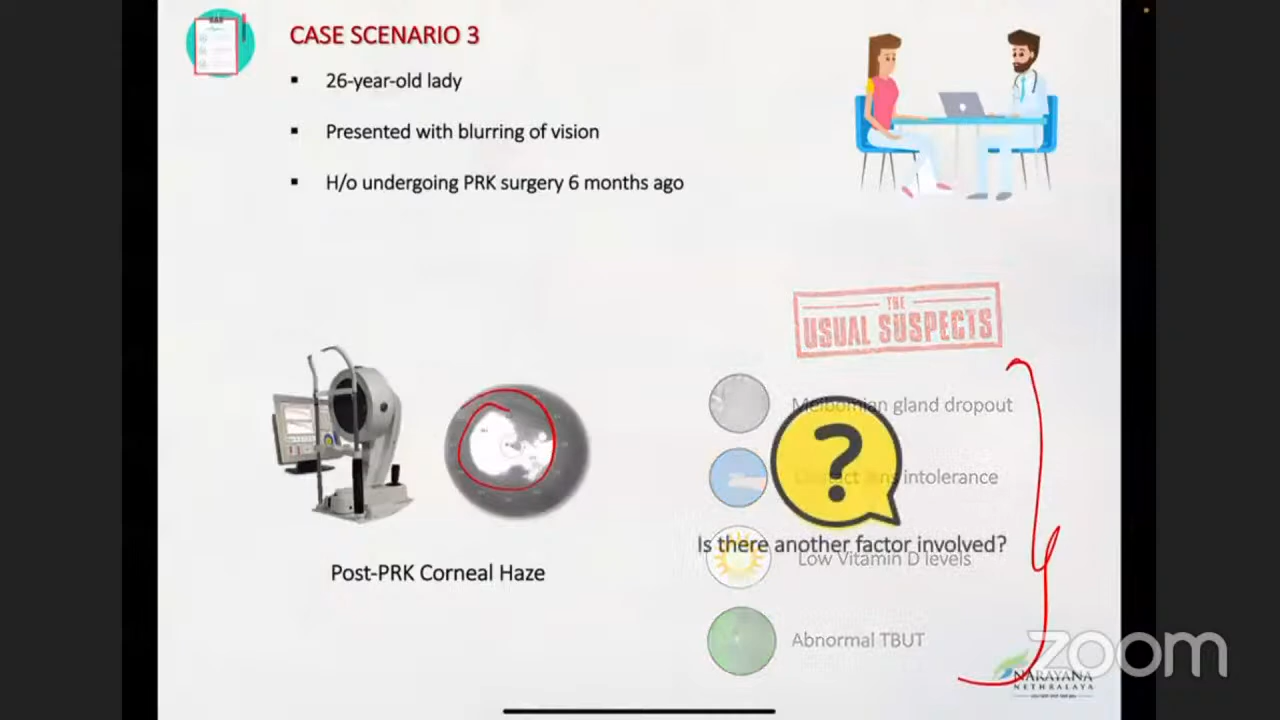 CASE SCENARIO 3
26-year-old lady
Presented with blurring of vision
H/o undergoing PRK surgery 6 months ago
THE
USUAL SUSPECTS
Meibomian gland dropout
intolerance
Is there another factor involved?
Low Vitamin D levels
Abnormal TBUT
Post-PRK Corneal Haze
zoom
NARAYANA
NETHRALAYA